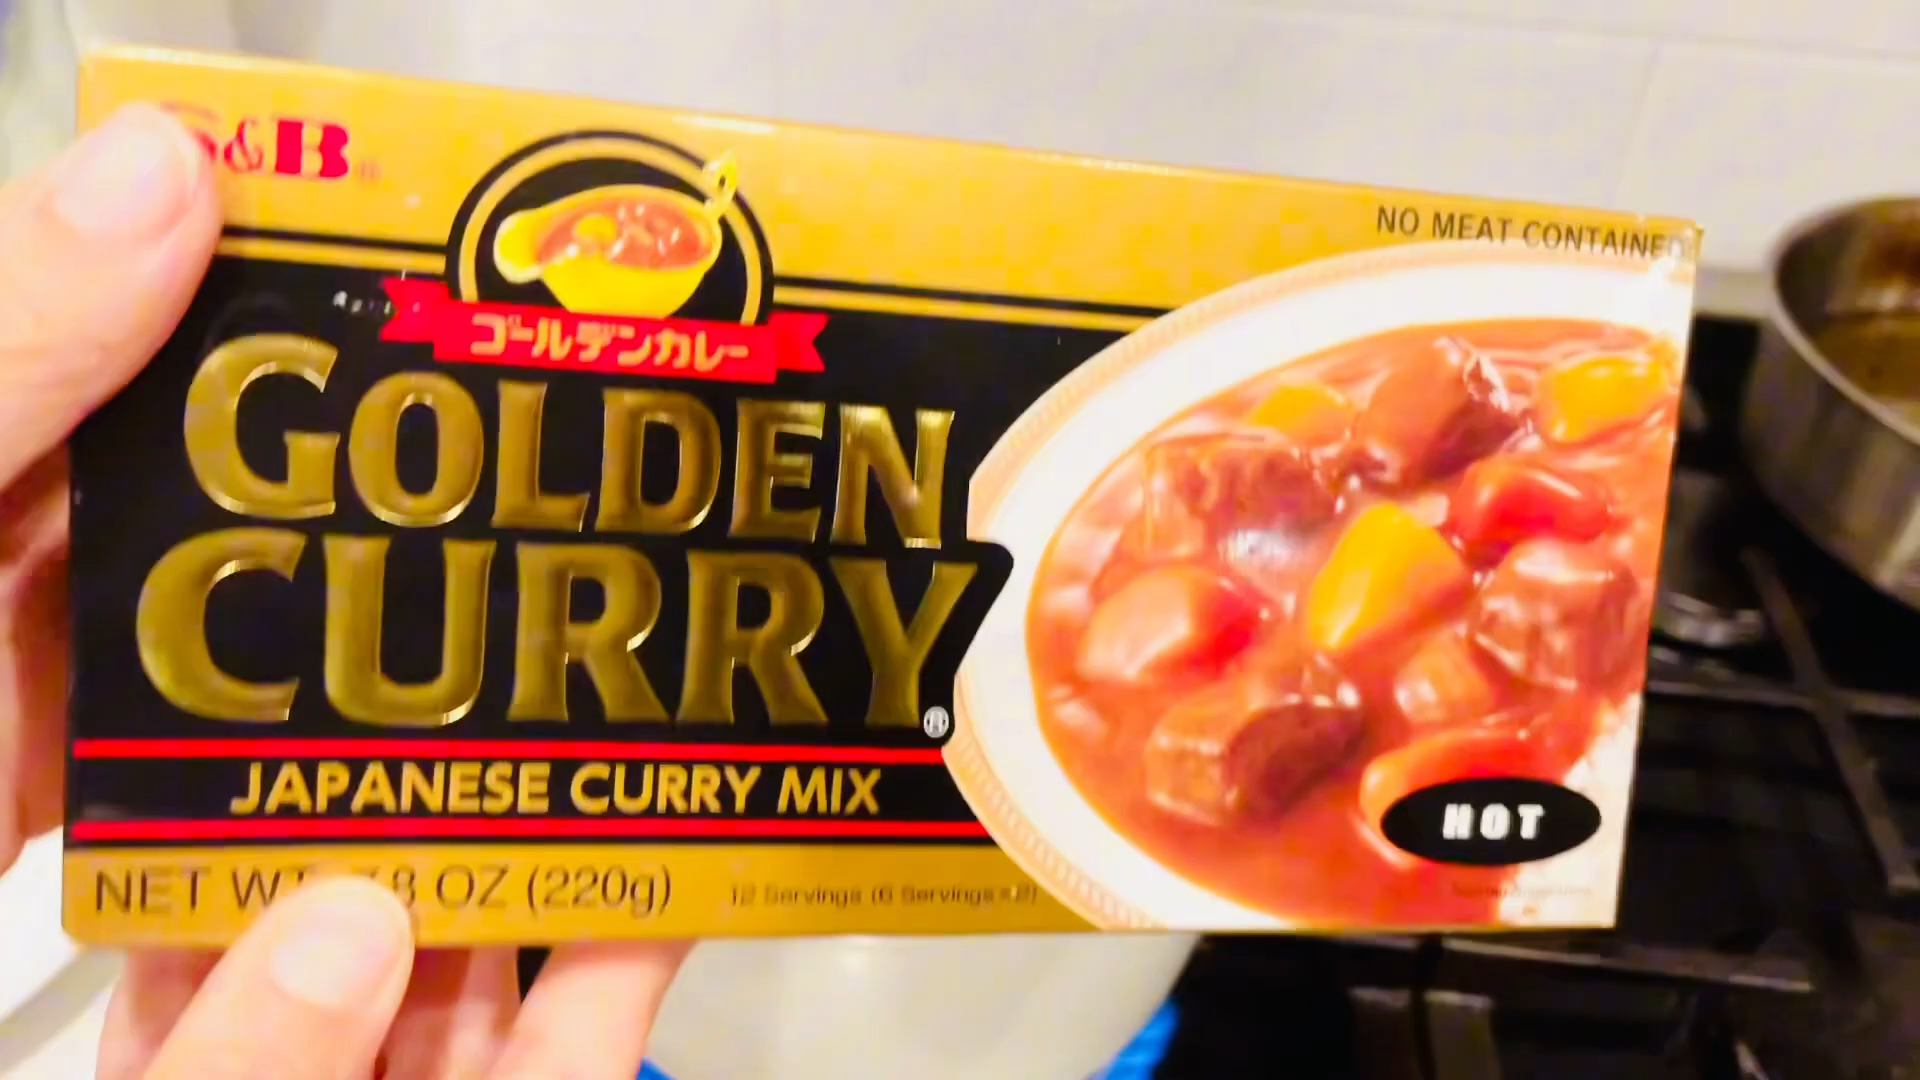 S&B
NO MEAT CONTAINED
ゴールデンカレー
GOLDEN
CURRY®
JAPANESE CURRY MIX
HOT
NET WT. 7.8 OZ (220g)
12 Servings (6 Servings ×2)